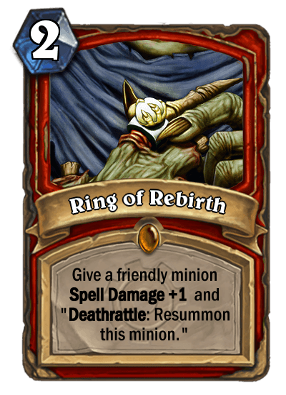 2
Ring of Rebirth
Give a friendly minion
Spell Damage +1 and
"Deathrattle: Resummon
this minion."